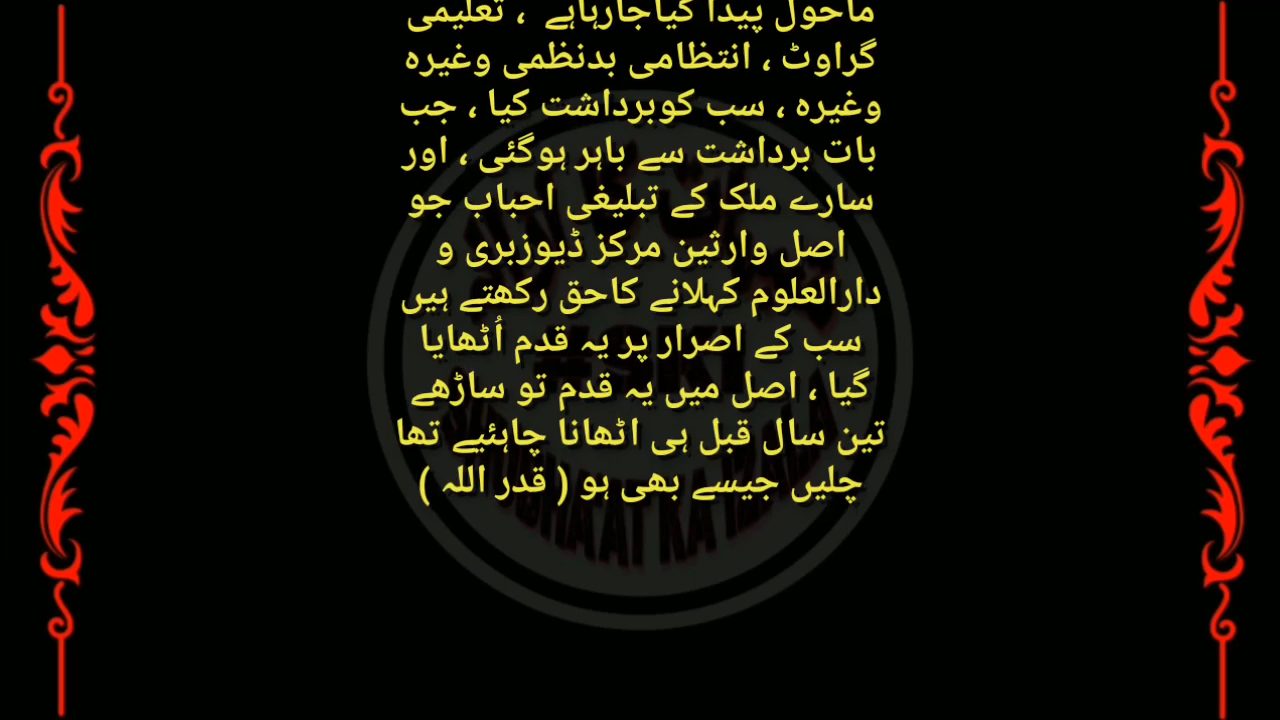 ماحول پیدا کیاجارہاہے ، تعلیمی
گراوٹ ، انتظامی بدنظمی وغیرہ
وغیرہ ، سب کوبرداشت کیا ، جب
بات برداشت سے باہر ہوگئی ، اور
سارے ملک کے تبلیغی احباب جو
اصل وارثین مرکز ڈیوزبری و
دارالعلوم کہلانے کاحق رکھتے ہیں
سب کے اصرار پر یہ قدم اُٹھایا
گیا ، اصل میں یہ قدم تو ساڑھے
تین سال قبل ہی اٹھانا چاہئیے تھا
چلیں جیسے بھی ہو ( قدر اللہ )